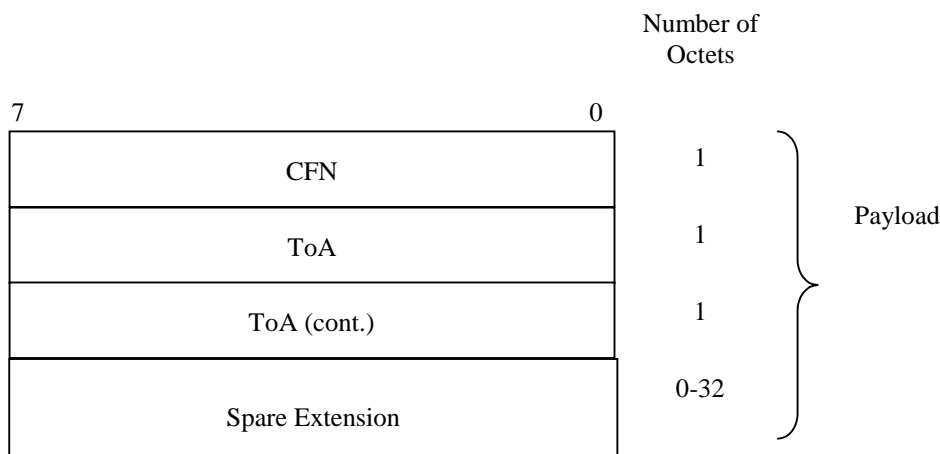 Number of
Octets
7 0
CFN 1
ToA 1
Payload
ToA (cont.) 1
Spare Extension 0-32